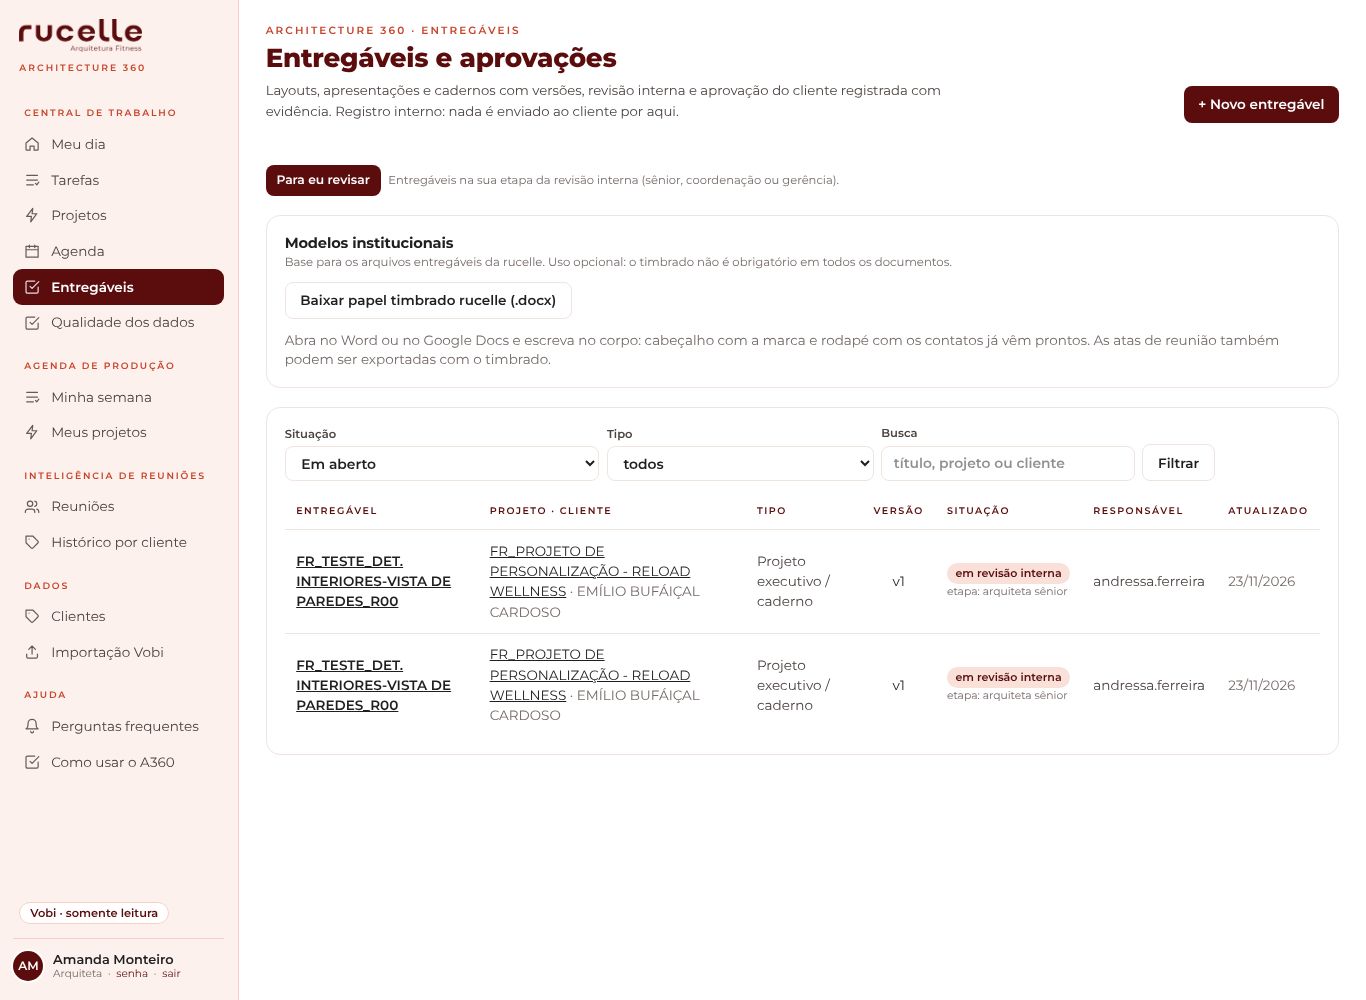 rucelle
Arquitetura Fitness
ARCHITECTURE 360
CENTRAL DE TRABALHO
Meu dia
Tarefas
Projetos
Agenda
Entregáveis
Qualidade dos dados
AGENDA DE PRODUÇÃO
Minha semana
Meus projetos
INTELIGÊNCIA DE REUNIÕES
Reuniões
Histórico por cliente
DADOS
Clientes
Importação Vobi
AJUDA
Perguntas frequentes
Como usar o A360
Vobi · somente leitura
AM
Amanda Monteiro
Arquiteta · senha · sair
ARCHITECTURE 360 · ENTREGÁVEIS
Entregáveis e aprovações
Layouts, apresentações e cadernos com versões, revisão interna e aprovação do cliente registrada com
evidência. Registro interno: nada é enviado ao cliente por aqui.
+ Novo entregável
Para eu revisar
Entregáveis na sua etapa da revisão interna (sênior, coordenação ou gerência).
Modelos institucionais
Base para os arquivos entregáveis da rucelle. Uso opcional: o timbrado não é obrigatório em todos os documentos.
Baixar papel timbrado rucelle (.docx)
Abra no Word ou no Google Docs e escreva no corpo: cabeçalho com a marca e rodapé com os contatos já vêm prontos. As atas de reunião também
podem ser exportadas com o timbrado.
Situação
Tipo
Busca
Em aberto
todos
título, projeto ou cliente
Filtrar
ENTREGÁVEL
PROJETO · CLIENTE
TIPO
VERSÃO
SITUAÇÃO
RESPONSÁVEL
ATUALIZADO
FR_TESTE_DET.
INTERIORES-VISTA DE
PAREDES_R00
FR_PROJETO DE
PERSONALIZAÇÃO - RELOAD
WELLNESS · EMÍLIO BUFÁIÇAL
CARDOSO
Projeto
executivo /
caderno
v1
em revisão interna
etapa: arquiteta sênior
andressa.ferreira
23/11/2026
FR_TESTE_DET.
INTERIORES-VISTA DE
PAREDES_R00
FR_PROJETO DE
PERSONALIZAÇÃO - RELOAD
WELLNESS · EMÍLIO BUFÁIÇAL
CARDOSO
Projeto
executivo /
caderno
v1
em revisão interna
etapa: arquiteta sênior
andressa.ferreira
23/11/2026